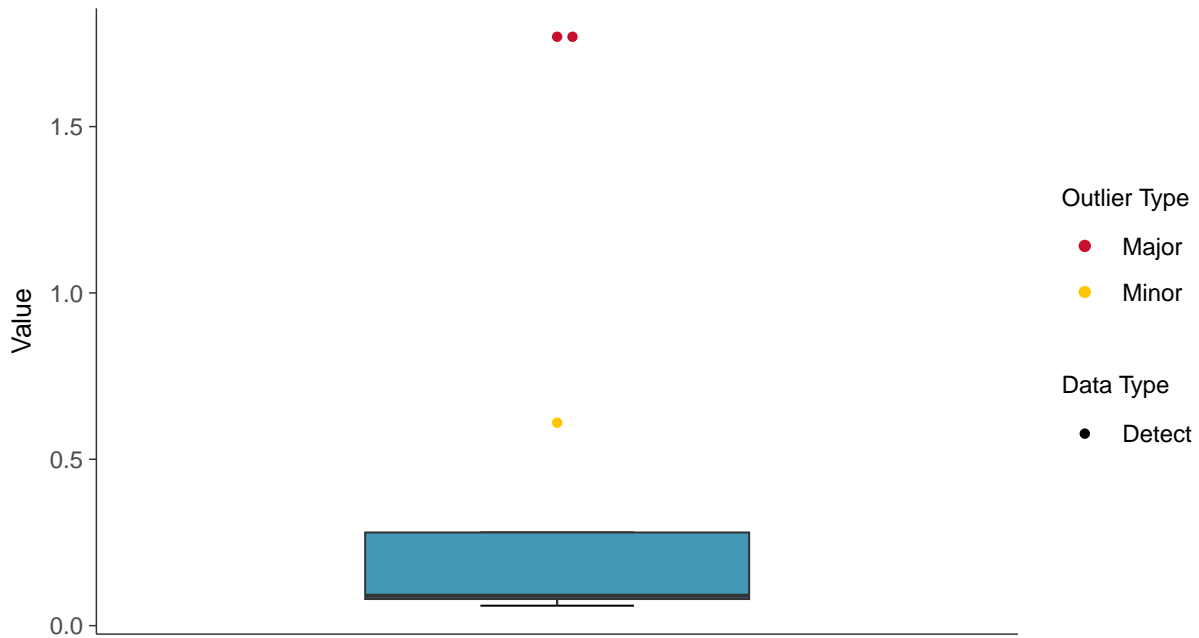 1.5
1.0
0.5
0.0
Value
Outlier Type
Major
Minor
Data Type
Detect